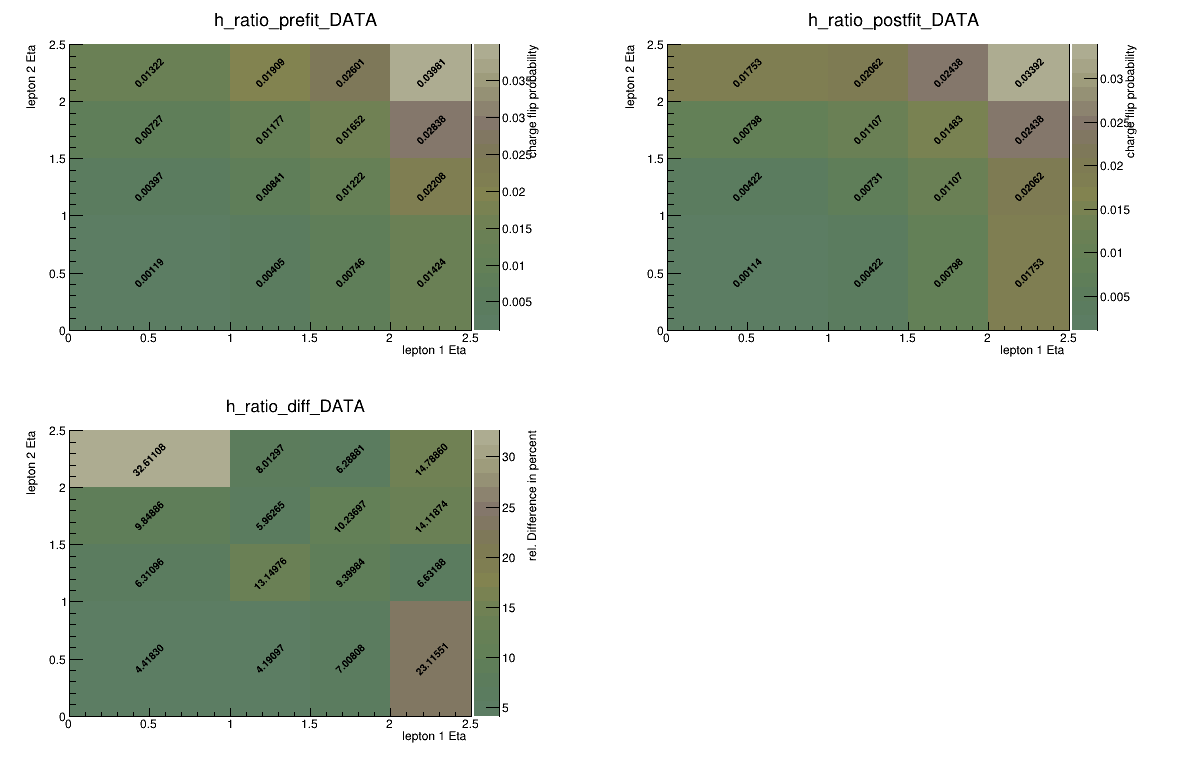 h_ratio_prefit_DATA
lepton 2 Eta
2.5
2
1.5
1
0.5
0
0.01322 0.01909 0.02601 0.03981
0.00727 0.01177 0.01652 0.02838
0.00397 0.00841 0.01222 0.02208
0.00119 0.00405 0.00746 0.01424
0 0.5 1 1.5 2 2.5
lepton 1 Eta
0.035
0.03
0.025
0.02
0.015
0.01
0.005
charge flip probability
h_ratio_postfit_DATA
lepton 2 Eta
2.5
2
1.5
1
0.5
0
0.01753 0.02062 0.02438 0.03392
0.00798 0.01107 0.01483 0.02438
0.00422 0.00731 0.01107 0.02062
0.00114 0.00422 0.00798 0.01753
0 0.5 1 1.5 2 2.5
lepton 1 Eta
0.03
0.025
0.02
0.015
0.01
0.005
charge flip probability
h_ratio_diff_DATA
lepton 2 Eta
2.5
2
1.5
1
0.5
0
32.61108 8.01297 6.28881 14.78860
9.84886 5.96265 10.23697 14.11874
6.31096 13.14976 9.39984 6.63188
4.41830 4.19097 7.00808 23.11551
0 0.5 1 1.5 2 2.5
lepton 1 Eta
30
25
20
15
10
5
rel. Difference in percent